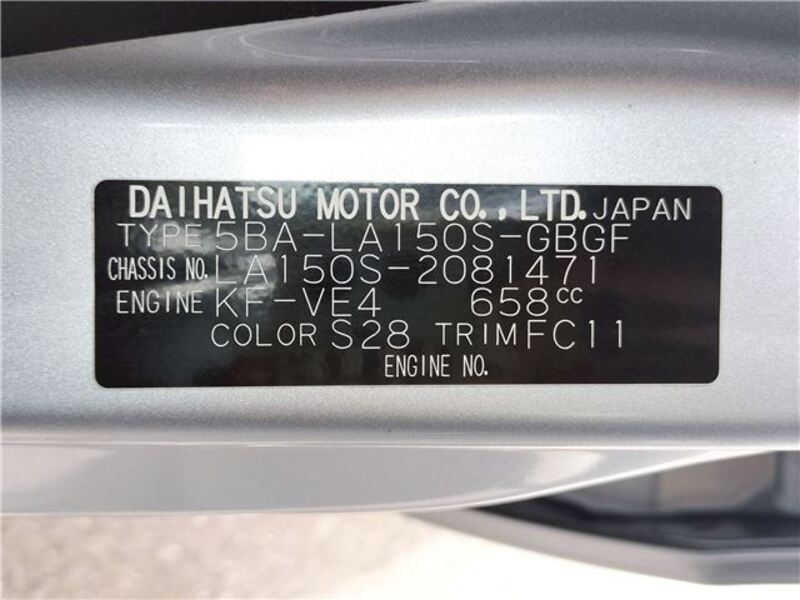 DAIHATSU MOTOR CO., LTD. JAPAN
TYPE 5BA-LA150S-GBGF
CHASSIS NO. LA150S-2081471
ENGINE KF-VE4 658cc
COLOR S28 TRIM FC11
ENGINE NO.